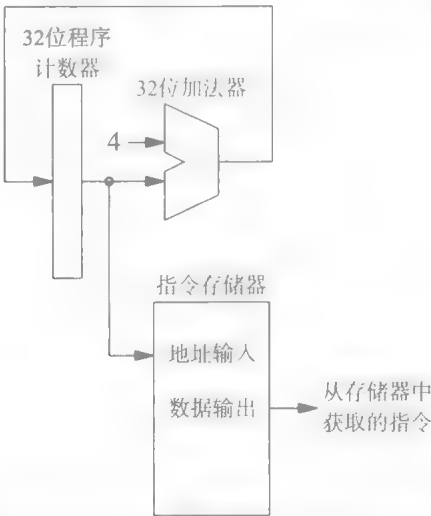 32位程序
计数器
32位加法器
4
指令存储器
地址输入
数据输出
从存储器中
获取的指令